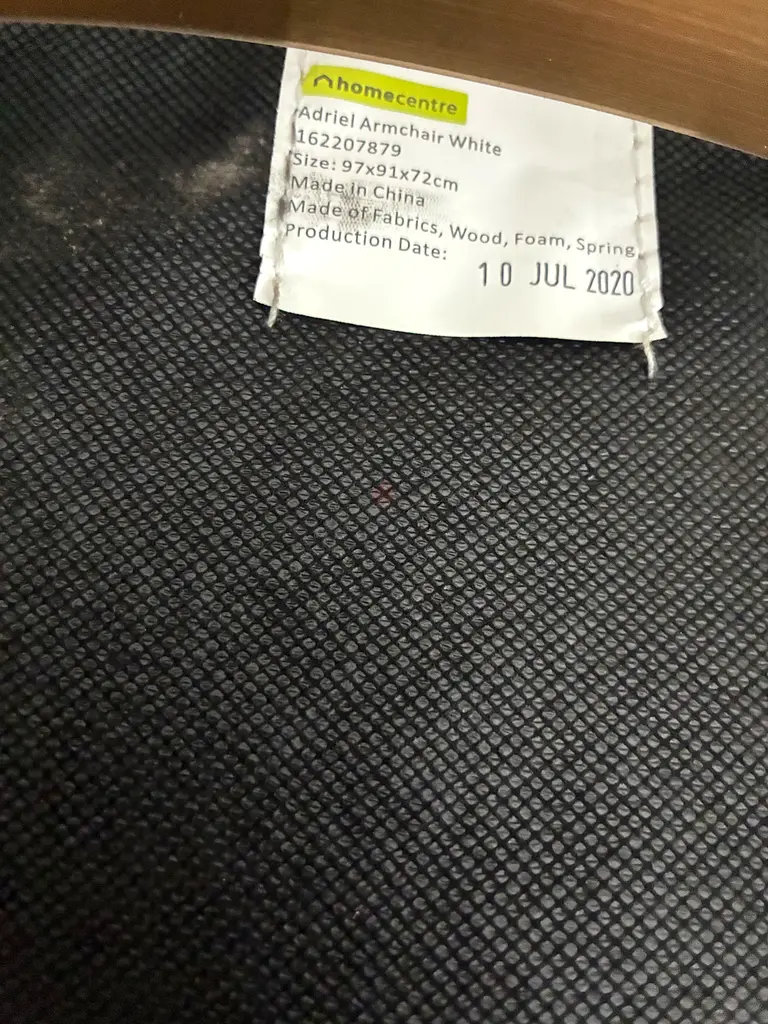 homecentre
Adriel Armchair White
162207879
Size: 97x91x72cm
Made in China
Made of Fabrics, Wood, Foam, Spring
Production Date:
10 JUL 2020